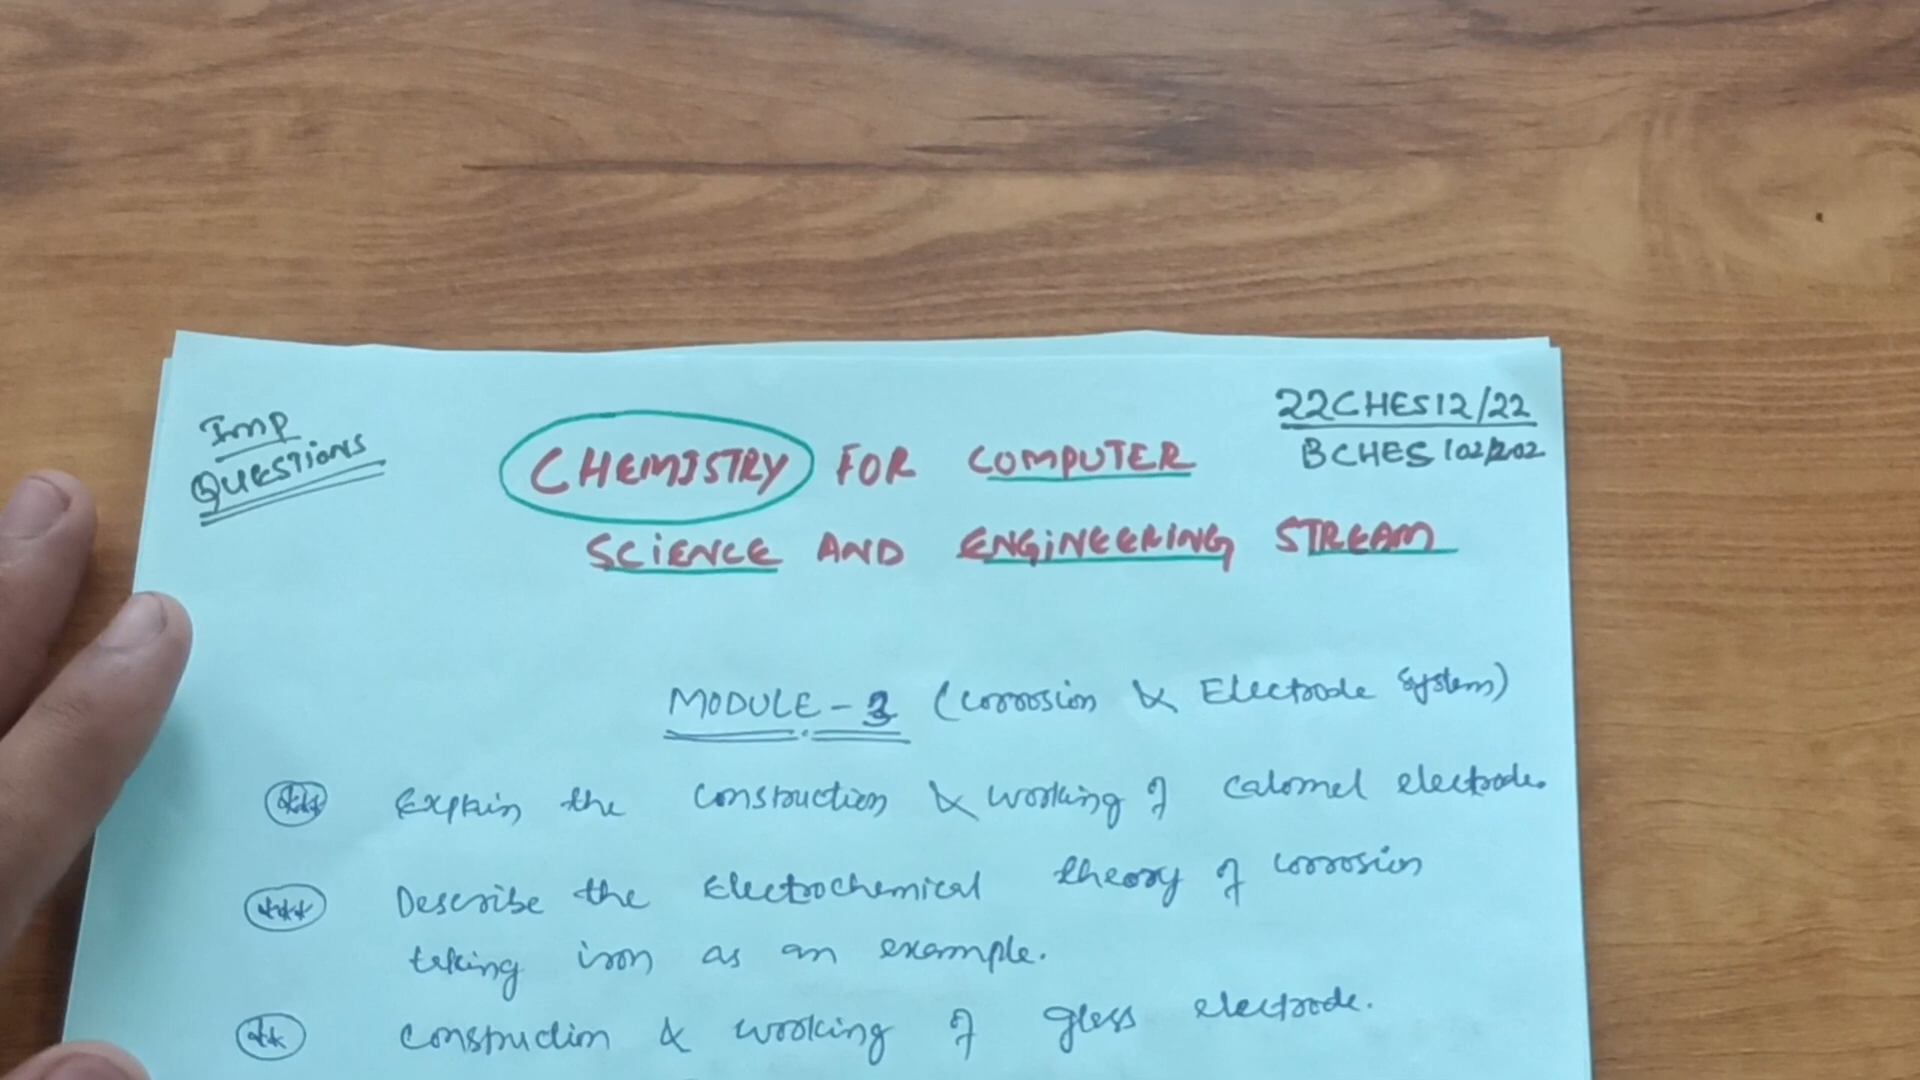 Imp
QUESTIONS
22CHES12/22
BCHES 102/202
CHEMISTRY FOR COMPUTER
SCIENCE AND ENGINEERING STREAM
MODULE - 3 (Corrosion & Electrode System)
*** Explain the construction & working of calomel electrode.
*** Describe the Electrochemical theory of corrosion
taking iron as an example.
** Construction & working of glass electrode.